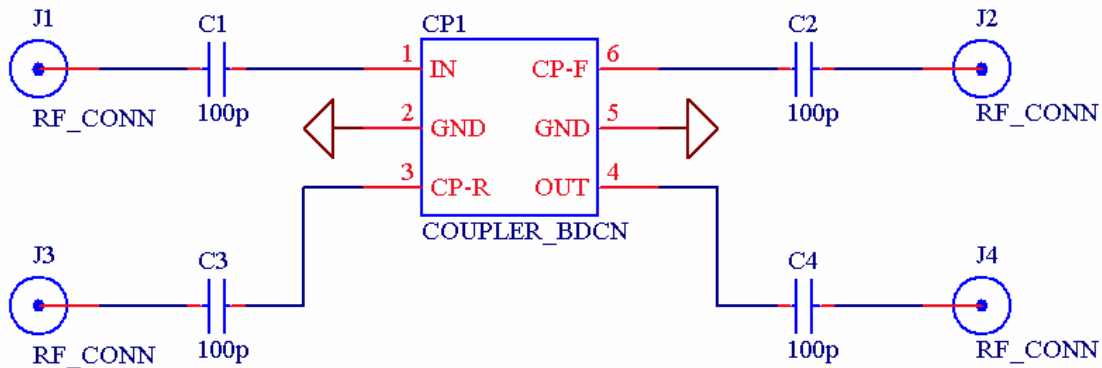 J1
C1
CP1
C2
J2
1
IN
CP-F
6
RF_CONN
100p
2
GND
GND
5
100p
RF_CONN
3
CP-R
OUT
4
COUPLER_BDCN
J3
C3
C4
J4
RF_CONN
100p
100p
RF_CONN